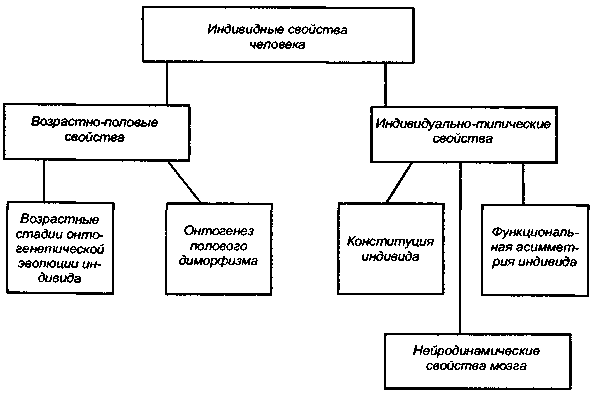 Индивидные свойства
человека
Возрастно-половые
свойства
Индивидуально-типические
свойства
Возрастные
стадии онто-
генетической
эволюции ин-
дивида
Онтогенез
полового
диморфизма
Конституция
индивида
Функциональ-
ная асиммет-
рия индивида
Нейродинамические
свойства мозга